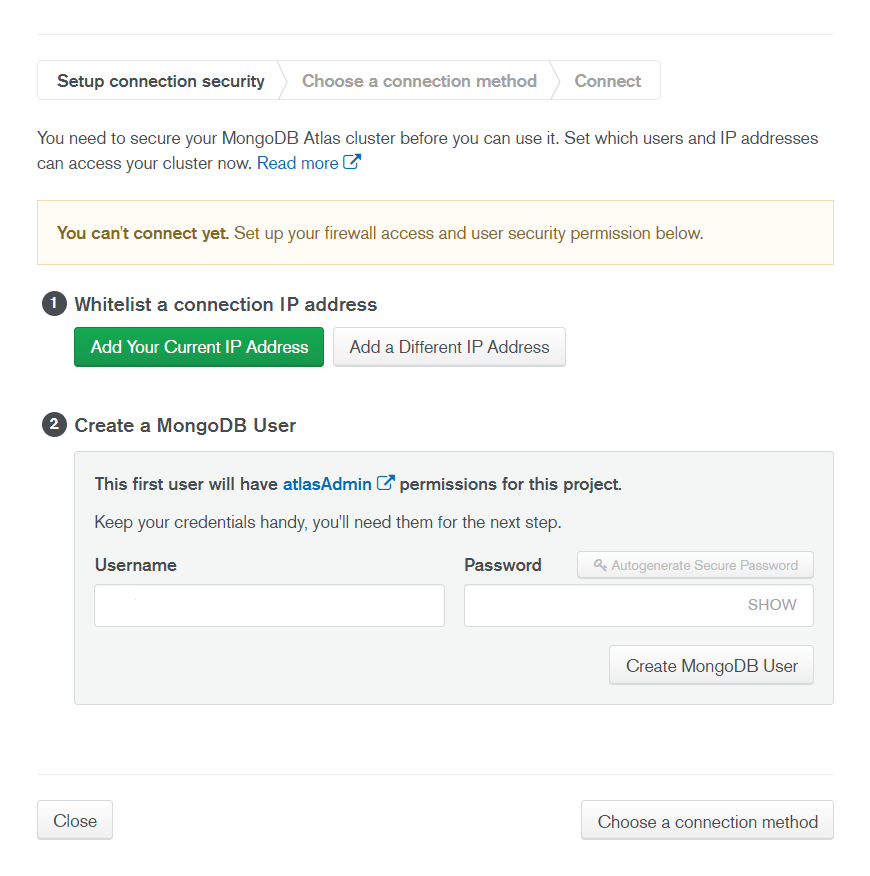 Setup connection security
Choose a connection method
Connect
You need to secure your MongoDB Atlas cluster before you can use it. Set which users and IP addresses
can access your cluster now. Read more
You can't connect yet. Set up your firewall access and user security permission below.
1 Whitelist a connection IP address
Add Your Current IP Address
Add a Different IP Address
2 Create a MongoDB User
This first user will have atlasAdmin permissions for this project.
Keep your credentials handy, you'll need them for the next step.
Username
Password
Autogenerate Secure Password
SHOW
Create MongoDB User
Close
Choose a connection method